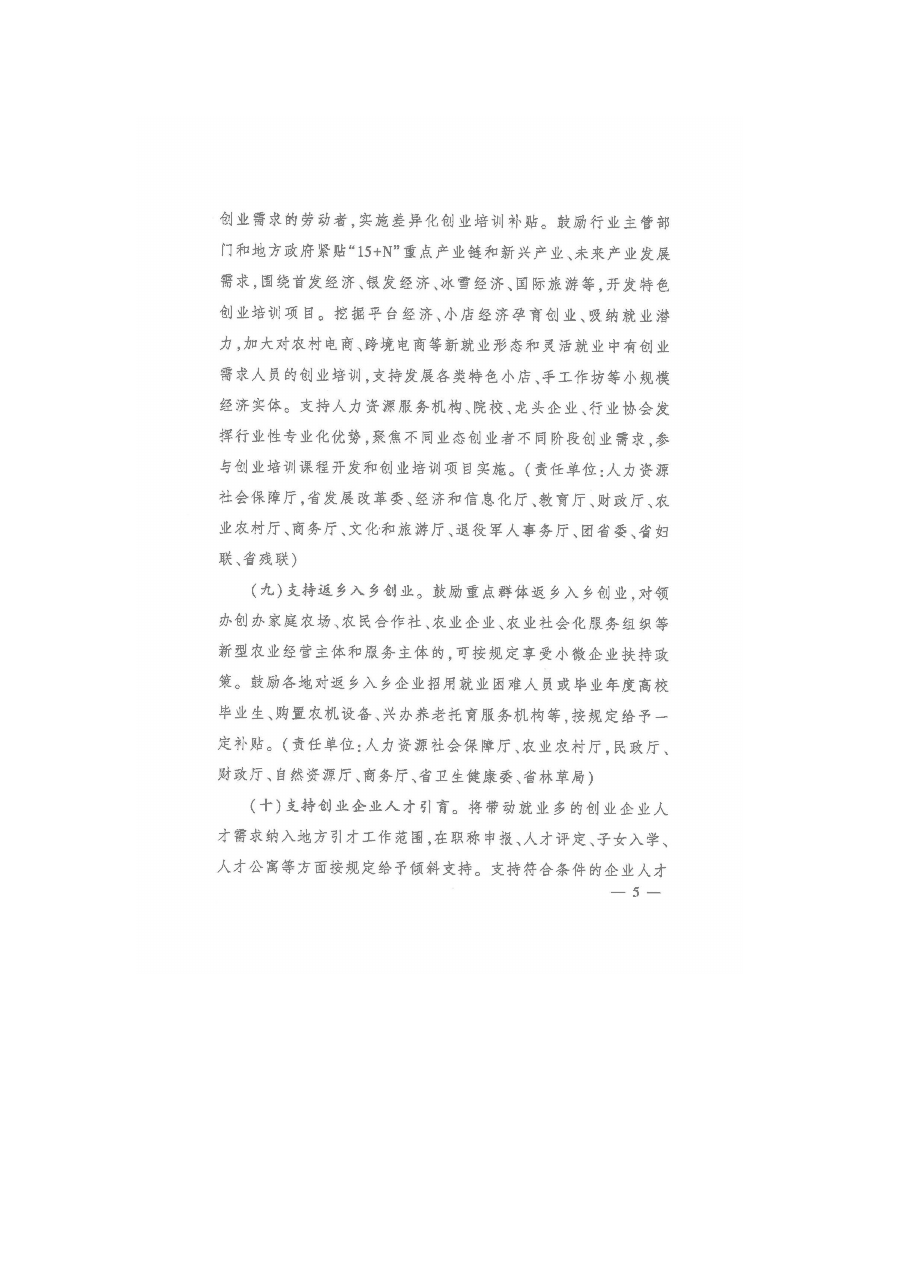 创业需求的劳动者,实施差异化创业培训补贴。鼓励行业主管部
门和地方政府紧贴“15+N”重点产业链和新兴产业、未来产业发展
需求,围绕首发经济、银发经济、冰雪经济、国际旅游等,开发特色
创业培训项目。挖掘平台经济、小店经济孕育创业、吸纳就业潜
力,加大对农村电商、跨境电商等新就业形态和灵活就业中有创业
需求人员的创业培训,支持发展各类特色小店、手工作坊等小规模
经济实体。支持人力资源服务机构、院校、龙头企业、行业协会发
挥行业性专业化优势,聚焦不同业态创业者不同阶段创业需求,参
与创业培训课程开发和创业培训项目实施。(责任单位:人力资源
社会保障厅,省发展改革委、经济和信息化厅、教育厅、财政厅、农
业农村厅、商务厅、文化和旅游厅、退役军人事务厅、团省委、省妇
联、省残联)
(九)支持返乡入乡创业。鼓励重点群体返乡入乡创业,对领
办创办家庭农场、农民合作社、农业企业、农业社会化服务组织等
新型农业经营主体和服务主体的,可按规定享受小微企业扶持政
策。鼓励各地对返乡入乡企业招用就业困难人员或毕业年度高校
毕业生、购置农机设备、兴办养老托育服务机构等,按规定给予一
定补贴。(责任单位:人力资源社会保障厅、农业农村厅,民政厅、
财政厅、自然资源厅、商务厅、省卫生健康委、省林草局)
(十)支持创业企业人才引育。将带动就业多的创业企业人
才需求纳入地方引才工作范围,在职称申报、人才评定、子女入学、
人才公寓等方面按规定给予倾斜支持。支持符合条件的企业人才
— 5 —